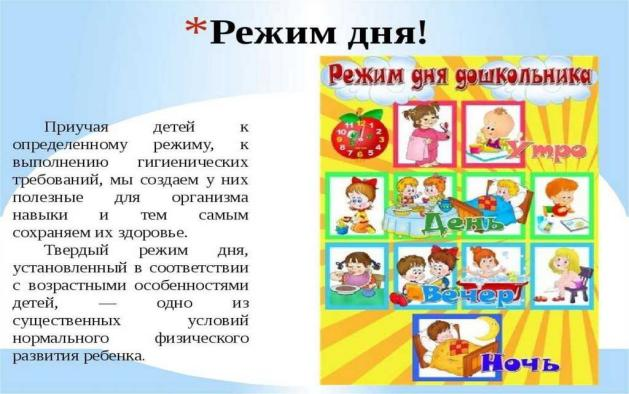 *Режим дня!
Режим дня дошкольника
Утро
День
Вечер
Ночь
Приучая детей к
определенному режиму, к
выполнению гигиенических
требований, мы создаем у них
полезные для организма
навыки и тем самым
сохраняем их здоровье.
Твердый режим дня,
установленный в соответствии
с возрастными особенностями
детей, — одно из
существенных условий
нормального физического
развития ребенка.